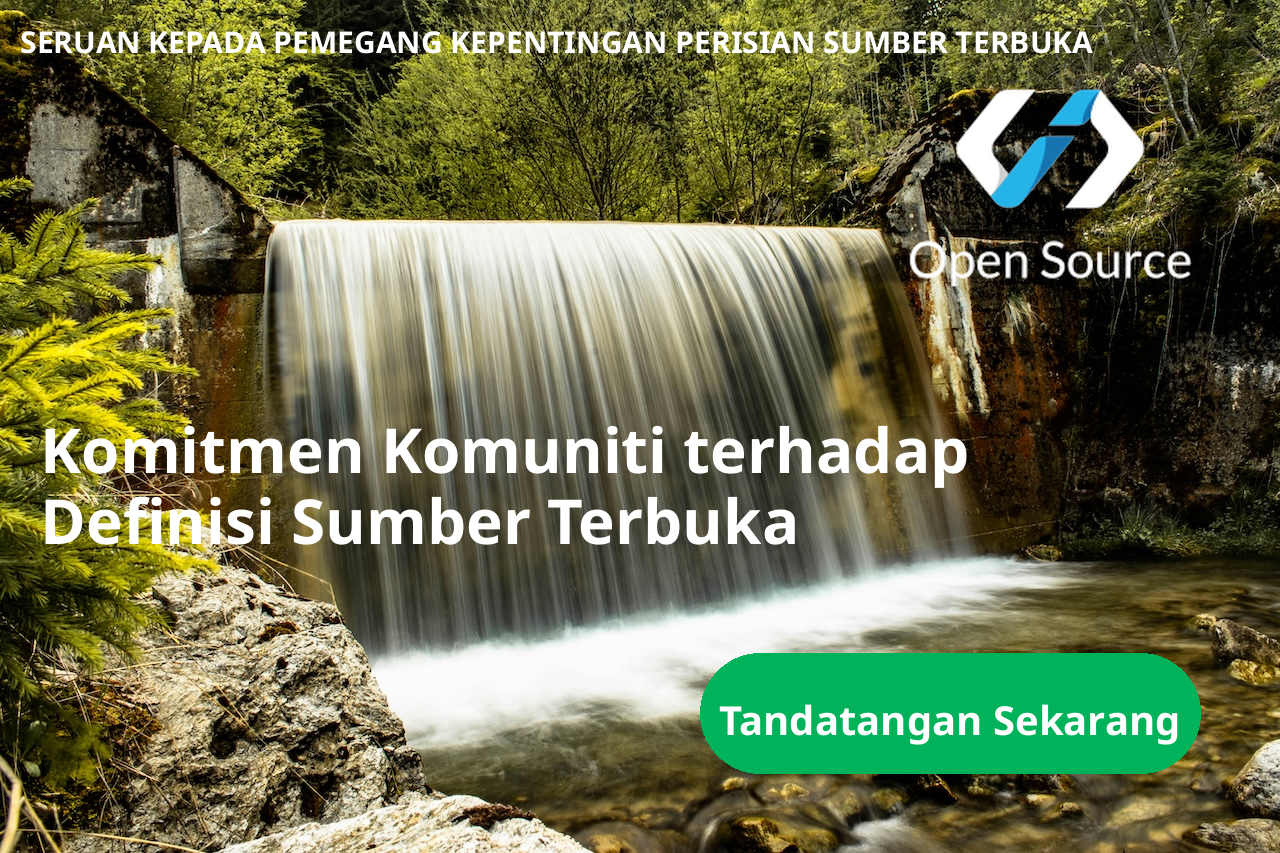 SERUAN KEPADA PEMEGANG KEPENTINGAN PERISIAN SUMBER TERBUKA
Open Source
Komitmen Komuniti terhadap
Definisi Sumber Terbuka
Tandatangan Sekarang